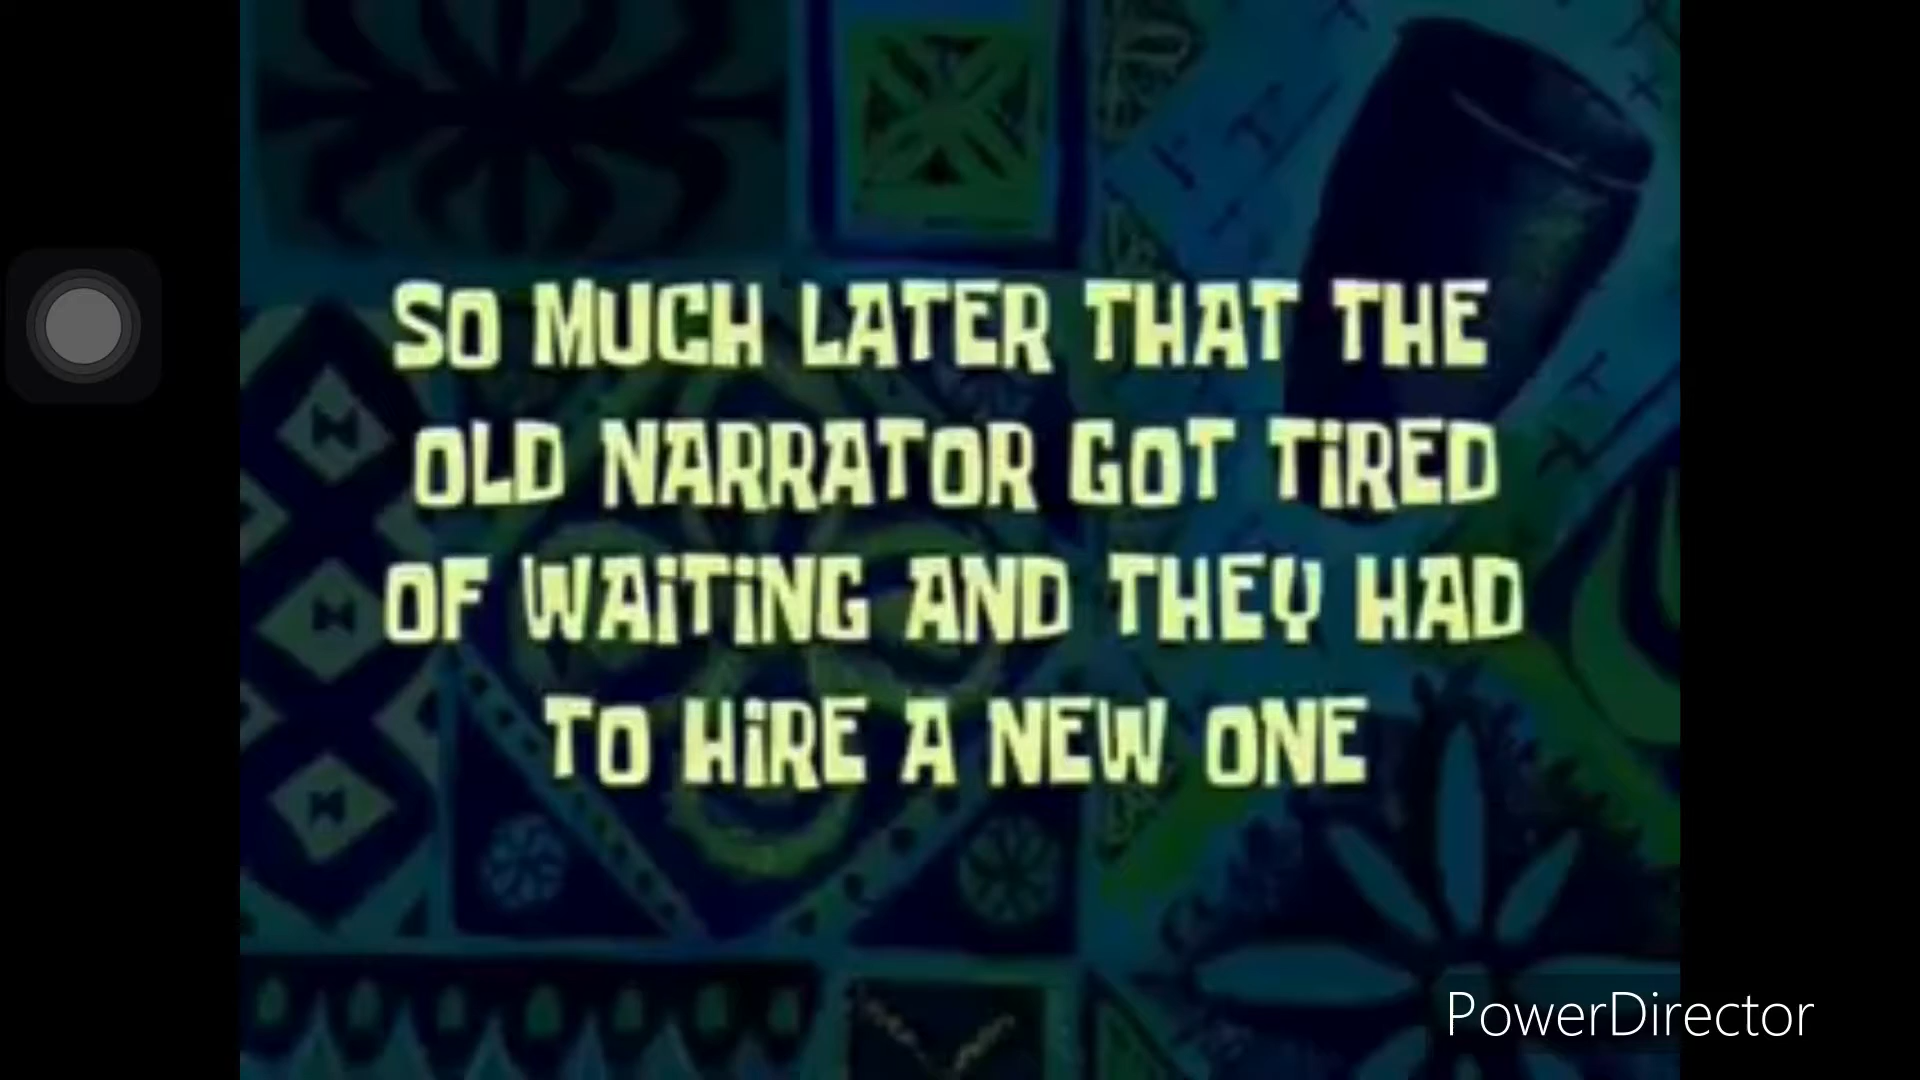 SO MUCH LATER THAT THE
OLD NARRATOR GOT TiRED
OF WAiTiNG AND THEY HAD
TO HiRE A NEW ONE
PowerDirector